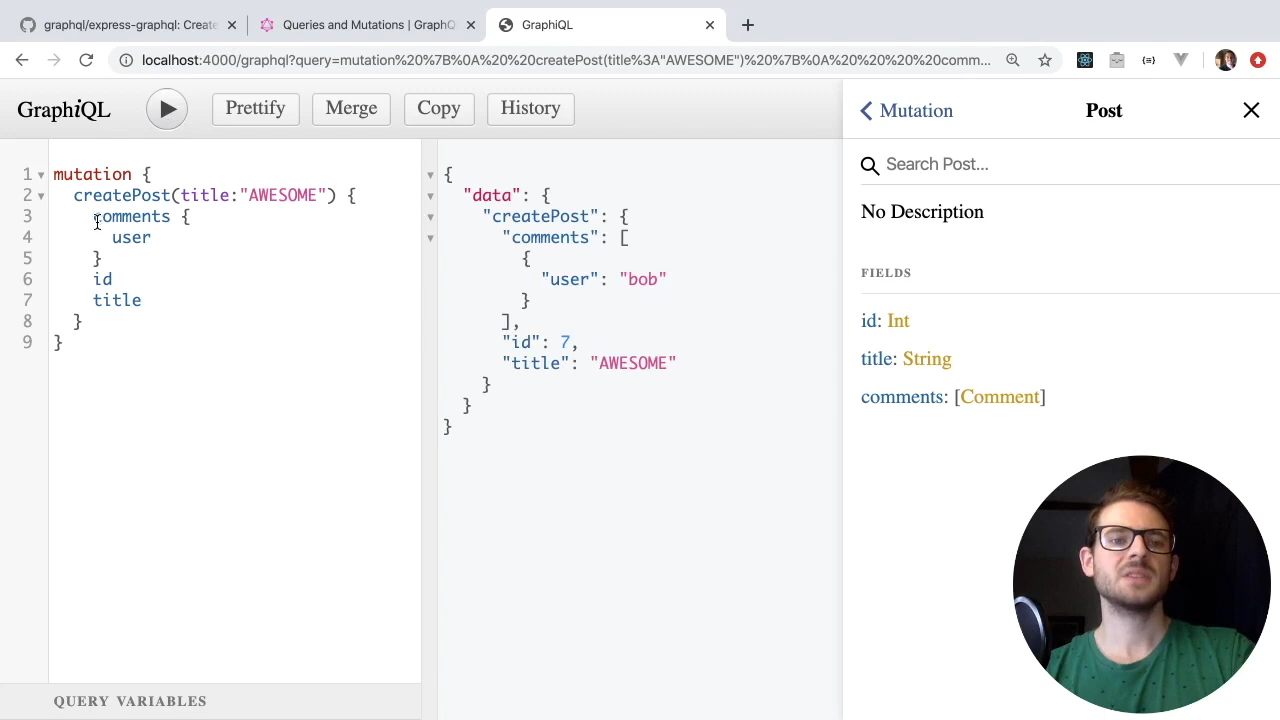 graphql/express-graphql: Create
Queries and Mutations | GraphQ
GraphiQL
localhost:4000/graphql?query=mutation%20%7B%0A%20%20createPost(title%3A"AWESOME")%20%7B%0A%20%20%20%20comm...
GraphiQL
Prettify
Merge
Copy
History
Mutation
Post
Search Post...
No Description
FIELDS
id: Int
title: String
comments: [Comment]
1 mutation {
2 createPost(title:"AWESOME") {
3 comments {
4 user
5 }
6 id
7 title
8 }
9 }
{
"data": {
"createPost": {
"comments": [
{
"user": "bob"
}
],
"id": 7,
"title": "AWESOME"
}
}
}
QUERY VARIABLES